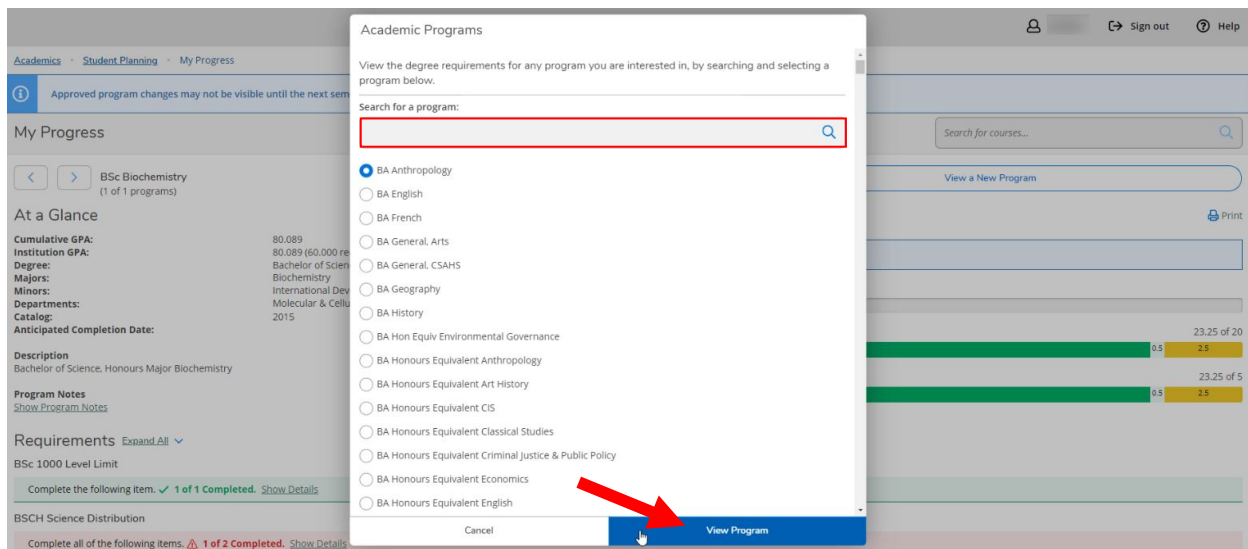 Sign out
Help
Academics · Student Planning · My Progress
Approved program changes may not be visible until the next sem
My Progress
Search for courses...
BSc Biochemistry
(1 of 1 programs)
View a New Program
At a Glance
Print
Cumulative GPA: 80.089
Institution GPA: 80.089 (60.000 re
Degree: Bachelor of Scien
Majors: Biochemistry
Minors: International Dev
Departments: Molecular & Cellu
Catalog: 2015
Anticipated Completion Date:
23.25 of 20
0.5 2.5
Description
Bachelor of Science, Honours Major Biochemistry
23.25 of 5
0.5 2.5
Program Notes
Show Program Notes
Requirements Expand All
BSc 1000 Level Limit
Complete the following item. ✓ 1 of 1 Completed. Show Details
BSCH Science Distribution
Complete all of the following items. ⚠ 1 of 2 Completed. Show Details
Academic Programs
View the degree requirements for any program you are interested in, by searching and selecting a
program below.
Search for a program:
BA Anthropology
BA English
BA French
BA General, Arts
BA General, CSAHS
BA Geography
BA History
BA Hon Equiv Environmental Governance
BA Honours Equivalent Anthropology
BA Honours Equivalent Art History
BA Honours Equivalent CIS
BA Honours Equivalent Classical Studies
BA Honours Equivalent Criminal Justice & Public Policy
BA Honours Equivalent Economics
BA Honours Equivalent English
Cancel
View Program